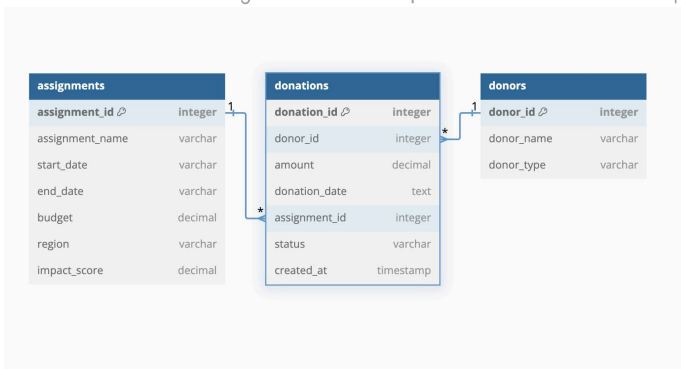 assignments
assignment_id integer
assignment_name varchar
start_date varchar
end_date varchar
budget decimal
region varchar
impact_score decimal
1
*
donations
donation_id integer
donor_id integer
amount decimal
donation_date text
assignment_id integer
status varchar
created_at timestamp
*
1
donors
donor_id integer
donor_name varchar
donor_type varchar